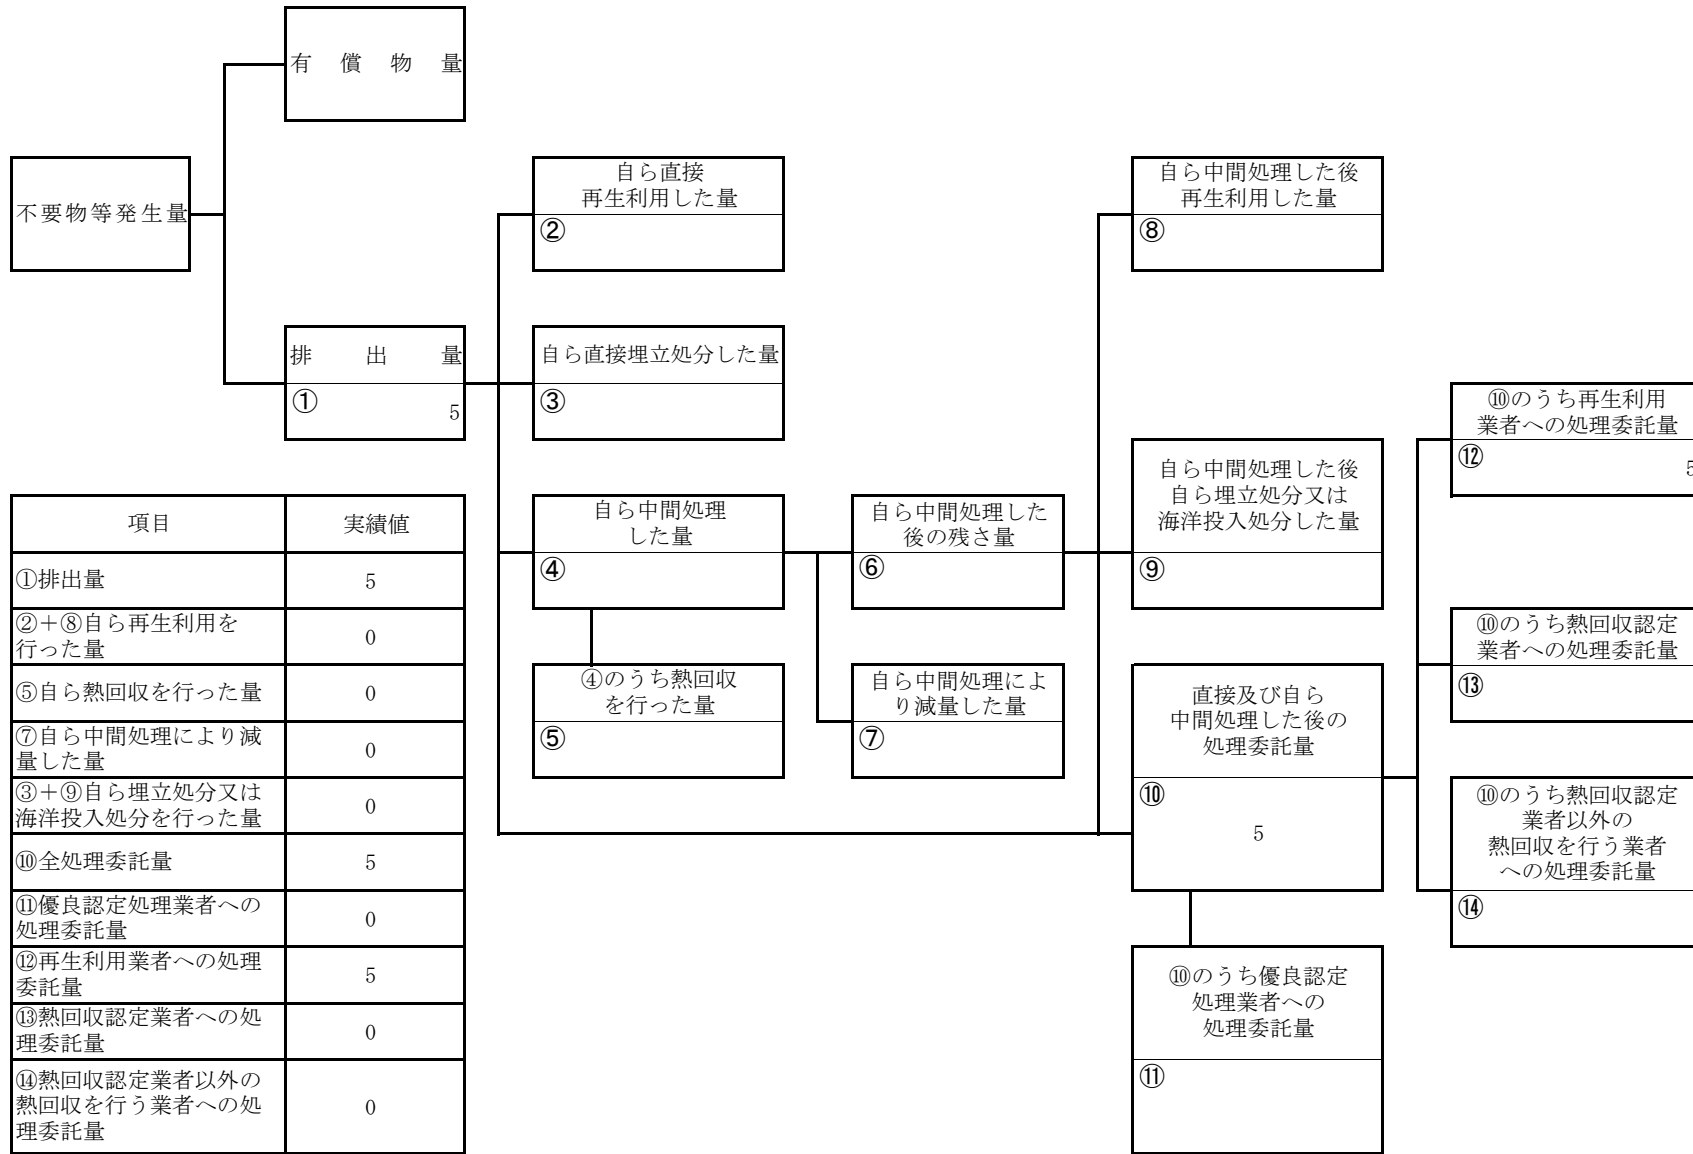 有償物量
不要物等発生量
排出量
①
5
自ら直接
再生利用した量
②
自ら直接埋立処分した量
③
自ら中間処理
した量
④
④のうち熱回収
を行った量
⑤
自ら中間処理した
後の残さ量
⑥
自ら中間処理によ
り減量した量
⑦
自ら中間処理した後
再生利用した量
⑧
自ら中間処理した後
自ら埋立処分又は
海洋投入処分した量
⑨
直接及び自ら
中間処理した後の
処理委託量
⑩
5
⑩のうち優良認定
処理業者への
処理委託量
⑪
⑩のうち再生利用
業者への処理委託量
⑫
5
⑩のうち熱回収認定
業者への処理委託量
⑬
⑩のうち熱回収認定
業者以外の
熱回収を行う業者
への処理委託量
⑭
項目 実績値
①排出量 5
②＋⑧自ら再生利用を
行った量 0
⑤自ら熱回収を行った量 0
⑦自ら中間処理により減
量した量 0
③＋⑨自ら埋立処分又は
海洋投入処分を行った量 0
⑩全処理委託量 5
⑪優良認定処理業者への
処理委託量 0
⑫再生利用業者への処理
委託量 5
⑬熱回収認定業者への処
理委託量 0
⑭熱回収認定業者以外の
熱回収を行う業者への処
理委託量 0